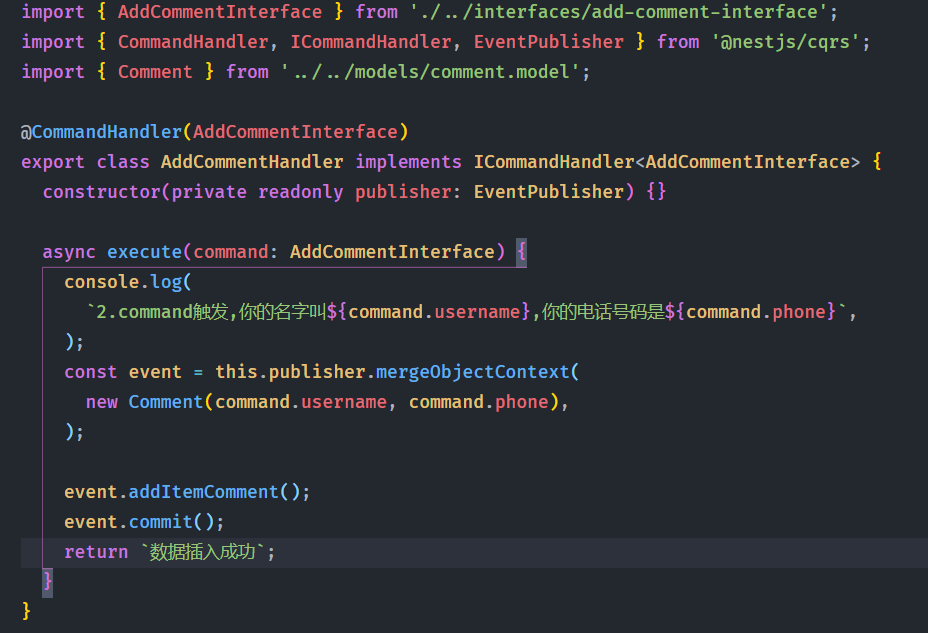 import { AddCommentInterface } from './../interfaces/add-comment-interface';
import { CommandHandler, ICommandHandler, EventPublisher } from '@nestjs/cqrs';
import { Comment } from '../../models/comment.model';
@CommandHandler(AddCommentInterface)
export class AddCommentHandler implements ICommandHandler<AddCommentInterface> {
constructor(private readonly publisher: EventPublisher) {}
async execute(command: AddCommentInterface) {
console.log(
`2.command触发,你的名字叫${command.username},你的电话号码是${command.phone}`,
);
const event = this.publisher.mergeObjectContext(
new Comment(command.username, command.phone),
);
event.addItemComment();
event.commit();
return `数据插入成功`;
}
}